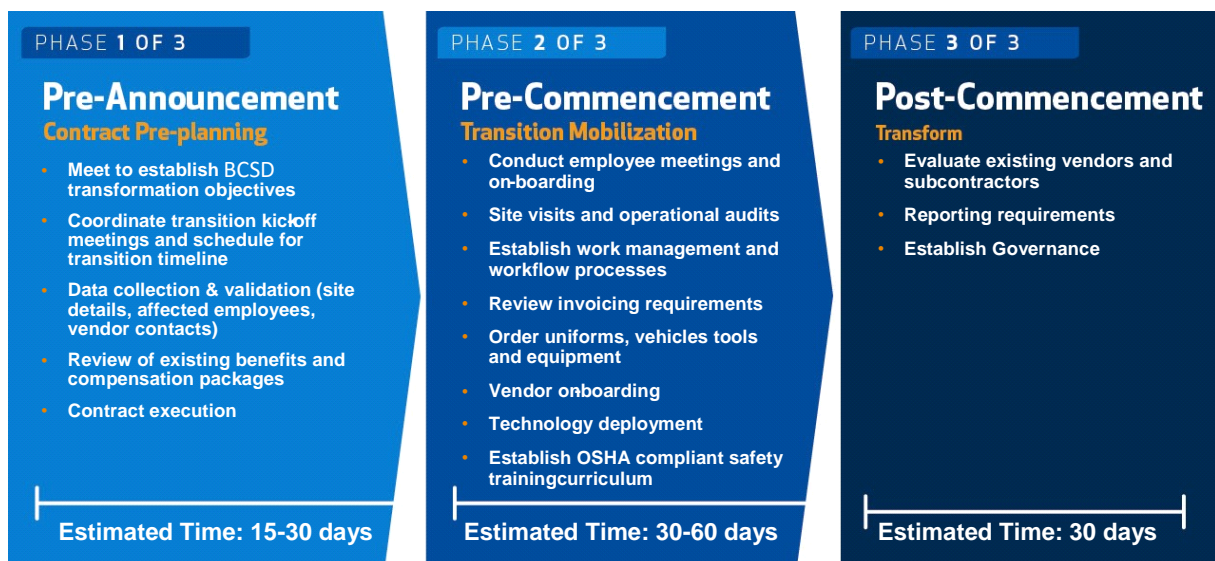 PHASE 1 OF 3
Pre-Announcement
Contract Pre-planning
• Meet to establish BCSD
transformation objectives
• Coordinate transition kick-off
meetings and schedule for
transition timeline
• Data collection & validation (site
details, affected employees,
vendor contacts)
• Review of existing benefits and
compensation packages
• Contract execution
Estimated Time: 15-30 days
PHASE 2 OF 3
Pre-Commencement
Transition Mobilization
• Conduct employee meetings and
on-boarding
• Site visits and operational audits
• Establish work management and
workflow processes
• Review invoicing requirements
• Order uniforms, vehicles tools
and equipment
• Vendor on-boarding
• Technology deployment
• Establish OSHA compliant safety
trainingcurriculum
Estimated Time: 30-60 days
PHASE 3 OF 3
Post-Commencement
Transform
• Evaluate existing vendors and
subcontractors
• Reporting requirements
• Establish Governance
Estimated Time: 30 days